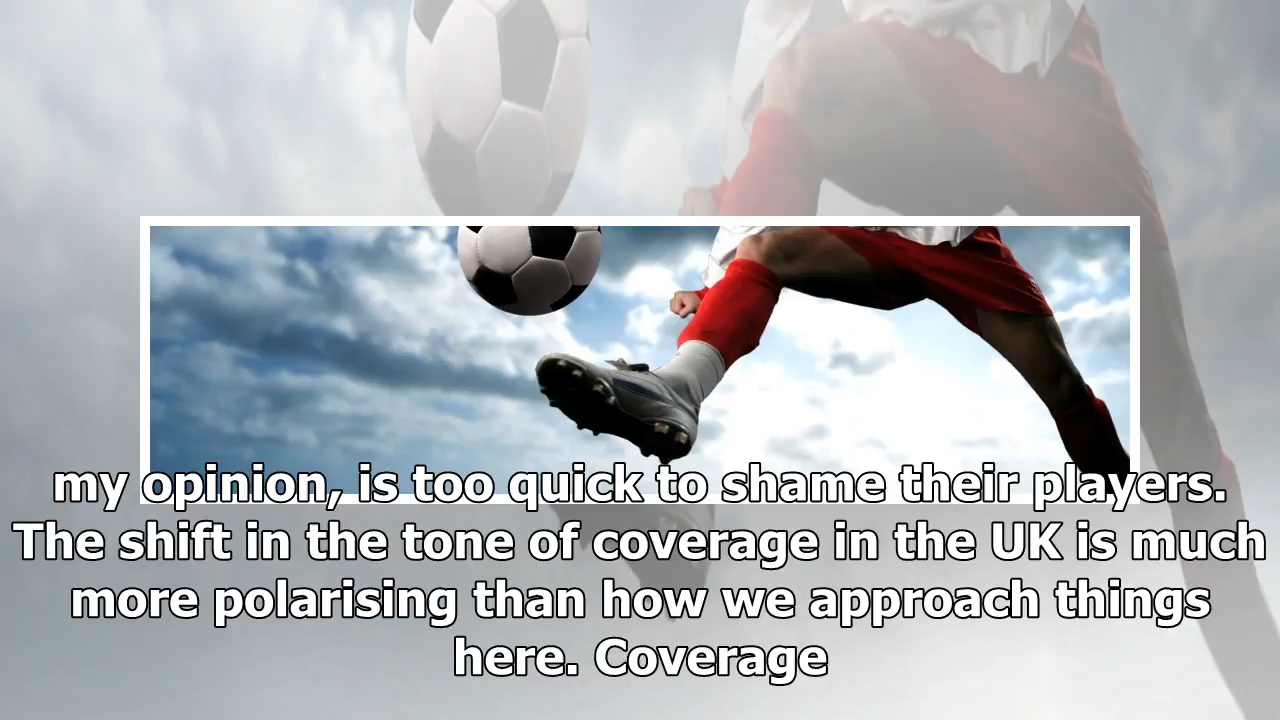 my opinion, is too quick to shame their players.
The shift in the tone of coverage in the UK is much
more polarising than how we approach things
here. Coverage